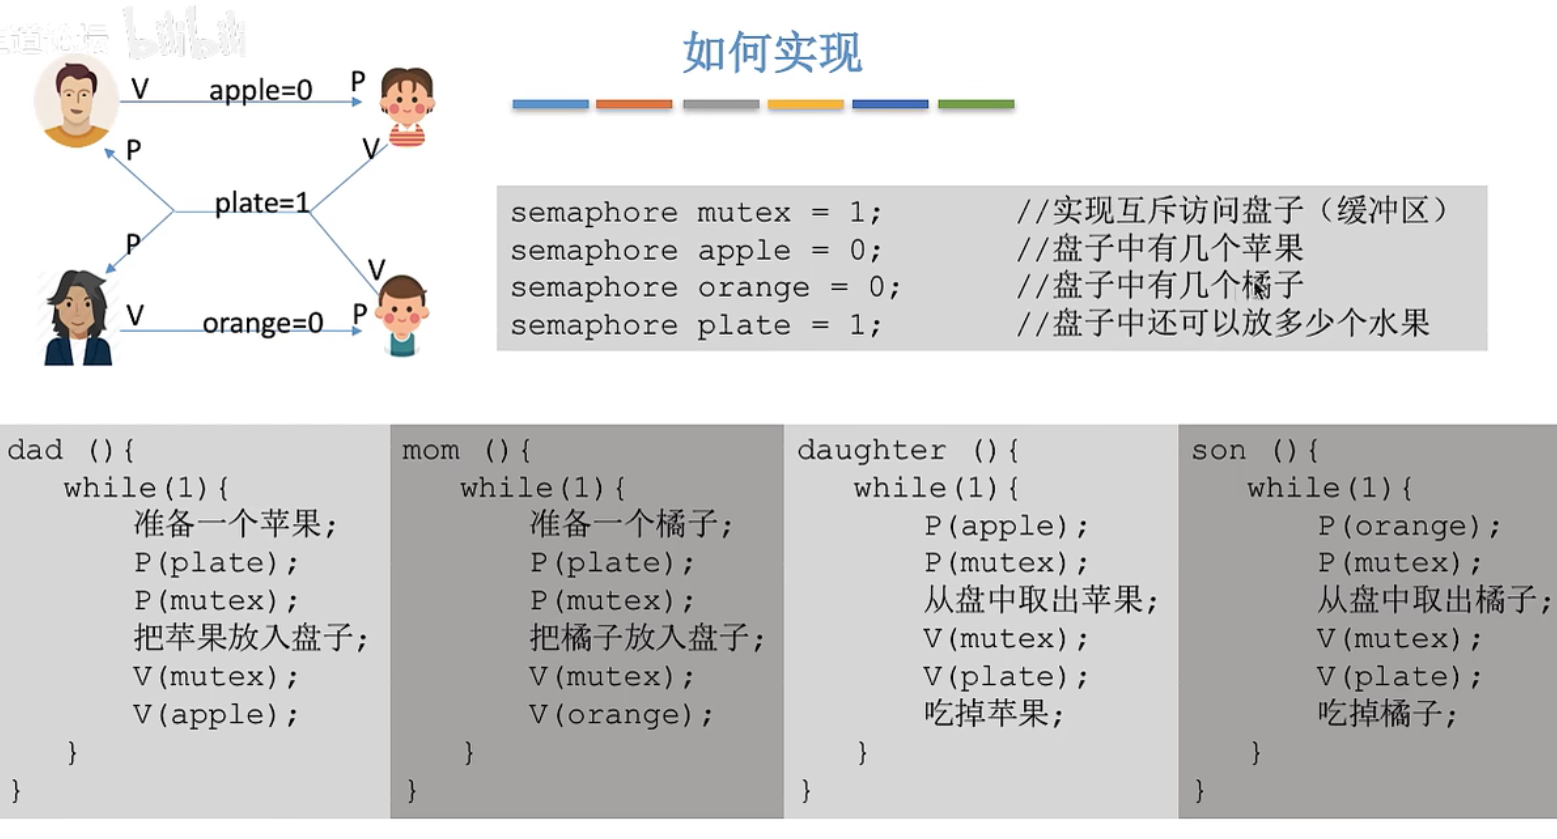 bilibili
如何实现
V apple=0 P
P V
plate=1
P V
V orange=0 P
semaphore mutex = 1; //实现互斥访问盘子（缓冲区）
semaphore apple = 0; //盘子中有几个苹果
semaphore orange = 0; //盘子中有几个橘子
semaphore plate = 1; //盘子中还可以放多少个水果
dad (){
while(1){
准备一个苹果;
P(plate);
P(mutex);
把苹果放入盘子;
V(mutex);
V(apple);
}
}
mom (){
while(1){
准备一个橘子;
P(plate);
P(mutex);
把橘子放入盘子;
V(mutex);
V(orange);
}
}
daughter (){
while(1){
P(apple);
P(mutex);
从盘中取出苹果;
V(mutex);
V(plate);
吃掉苹果;
}
}
son (){
while(1){
P(orange);
P(mutex);
从盘中取出橘子;
V(mutex);
V(plate);
吃掉橘子;
}
}